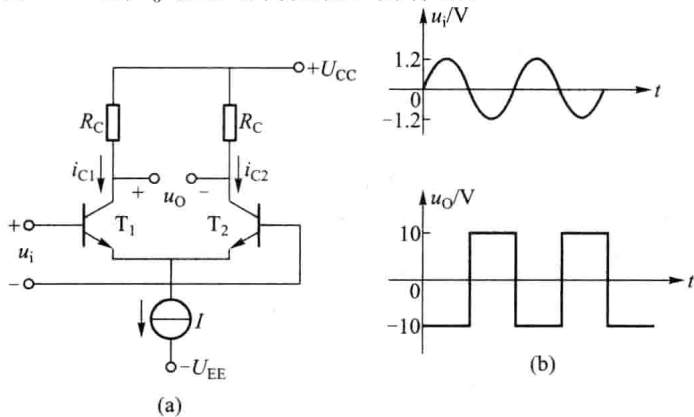 +U_CC
R_C
R_C
i_C1
+
u_O
−
i_C2
+
u_i
−
T_1
T_2
I
−U_EE
(a)
u_i/V
1.2
0
−1.2
t
u_O/V
10
0
−10
t
(b)